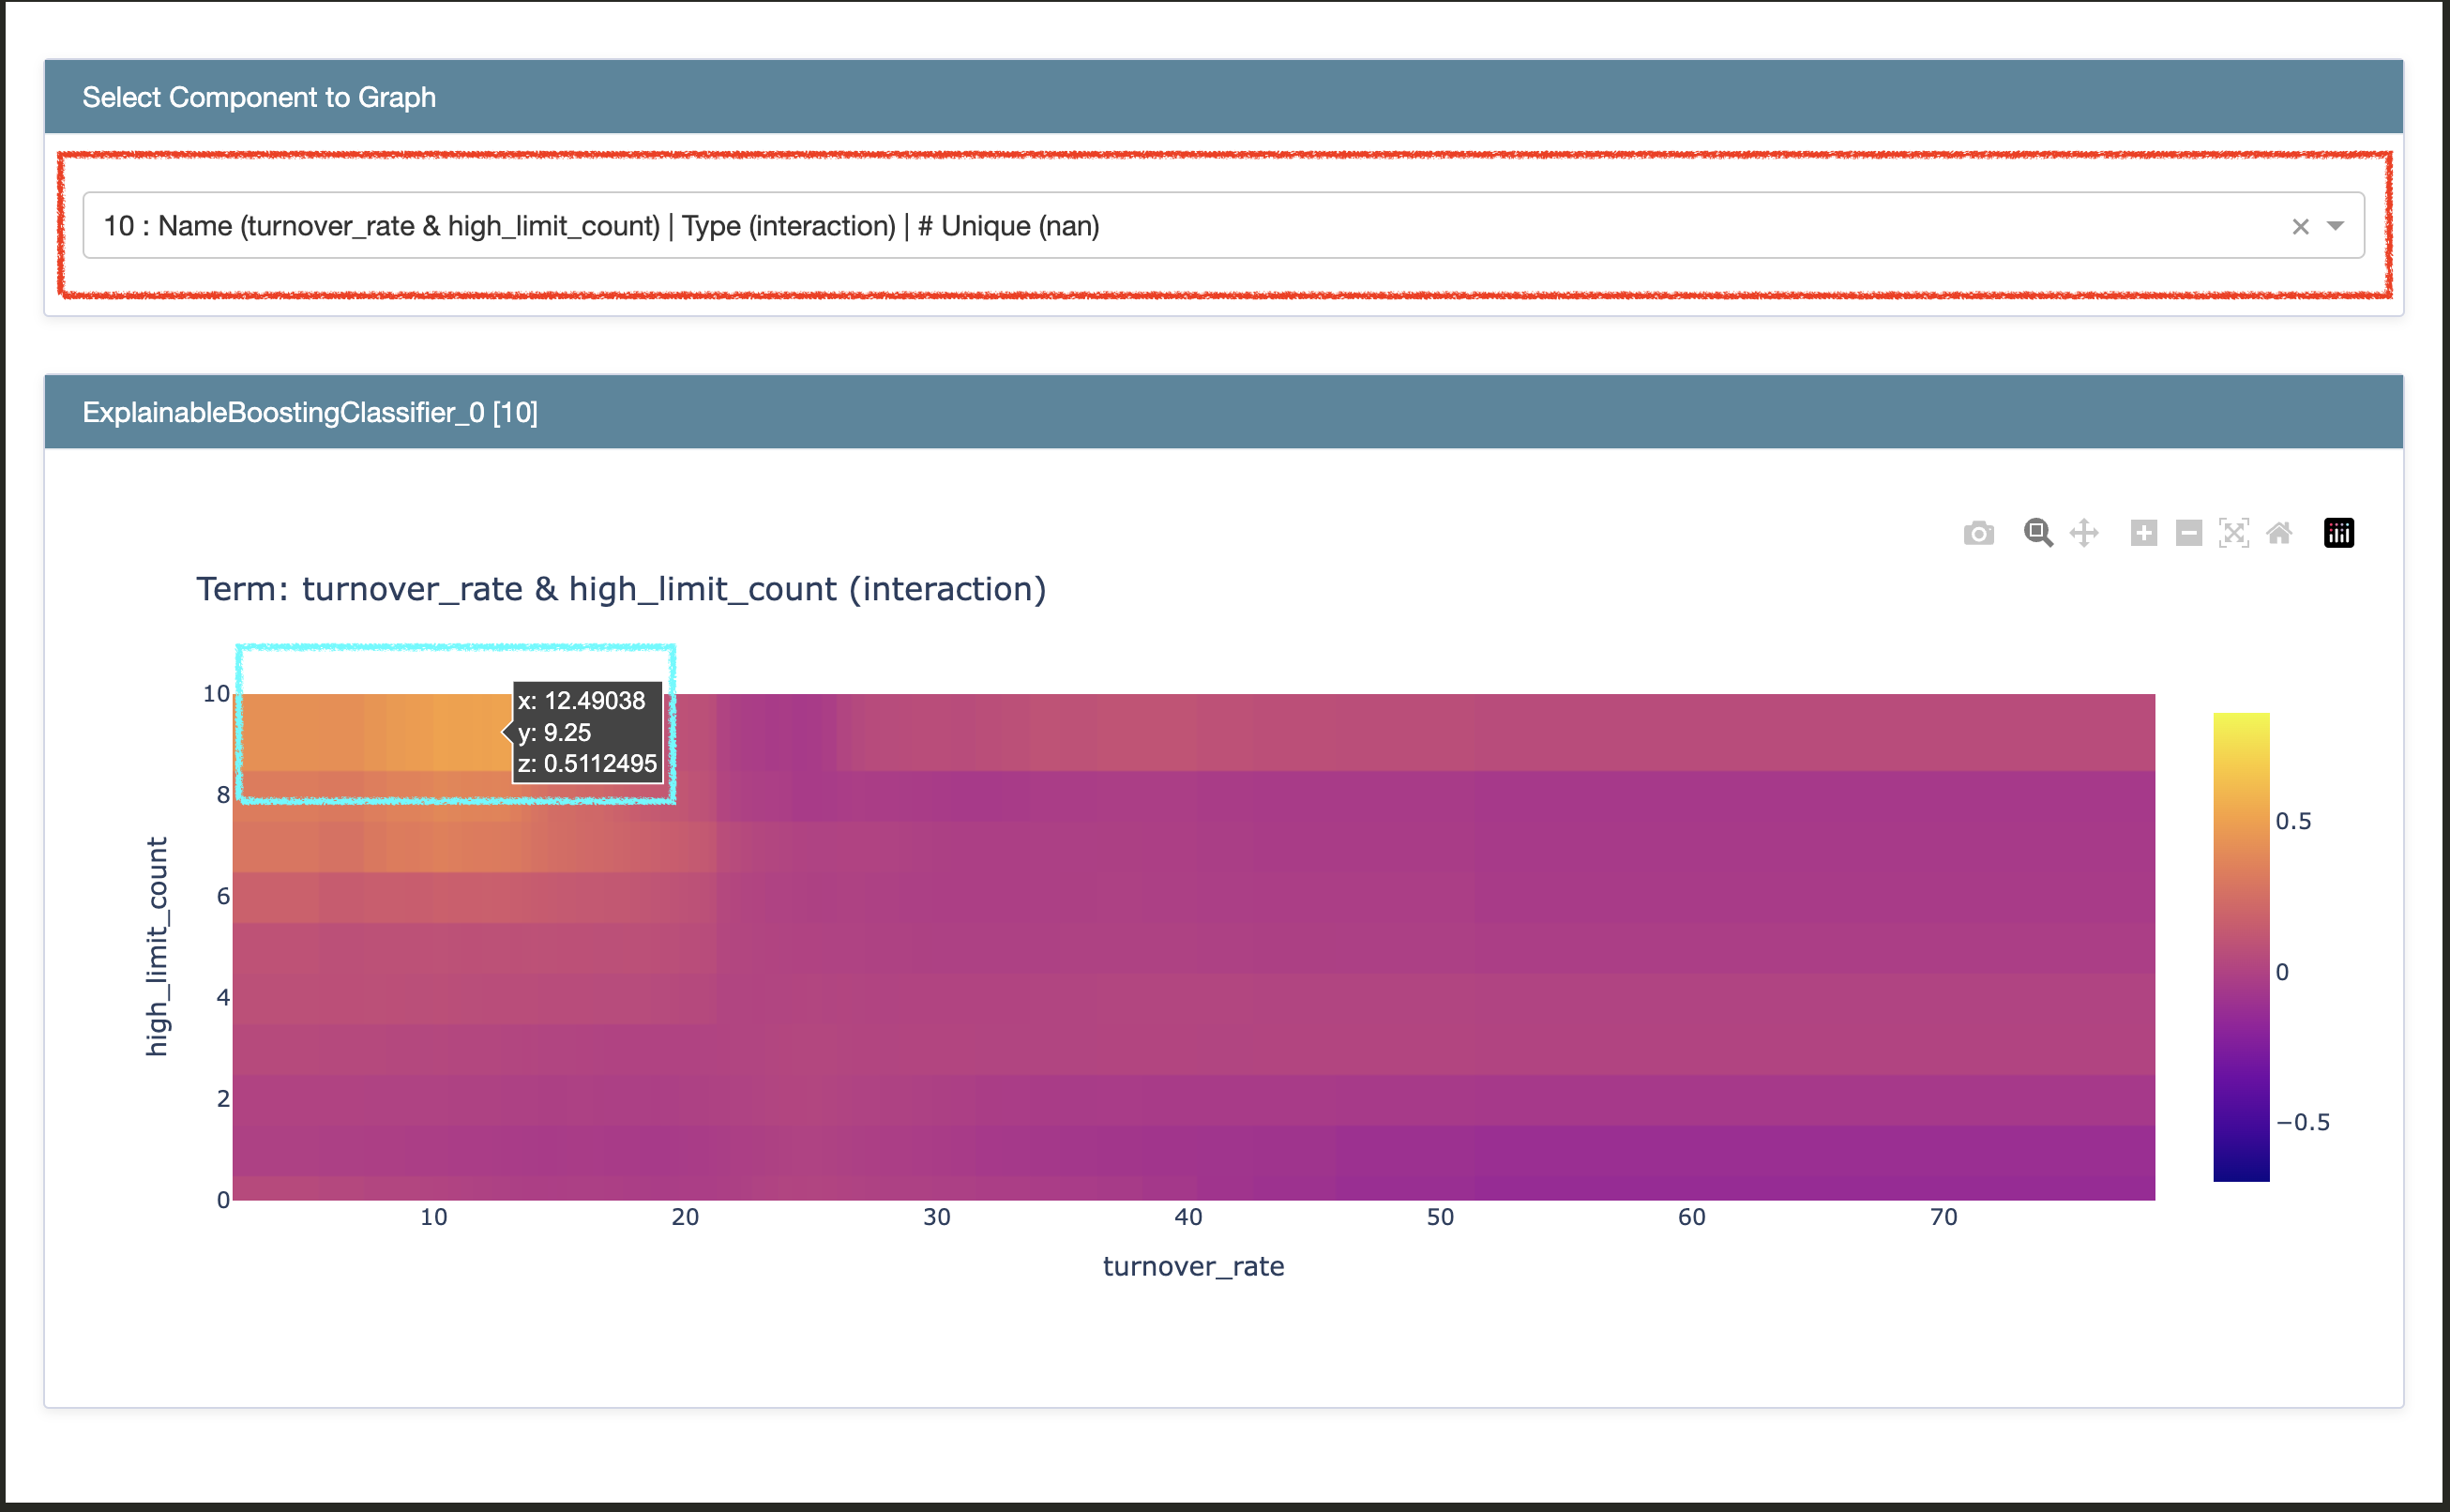 Select Component to Graph
10 : Name (turnover_rate & high_limit_count) | Type (interaction) | # Unique (nan)
ExplainableBoostingClassifier_0 [10]
Term: turnover_rate & high_limit_count (interaction)
x: 12.49038
y: 9.25
z: 0.5112495
10
8
6
4
2
0
high_limit_count
10
20
30
40
50
60
70
turnover_rate
0.5
0
−0.5